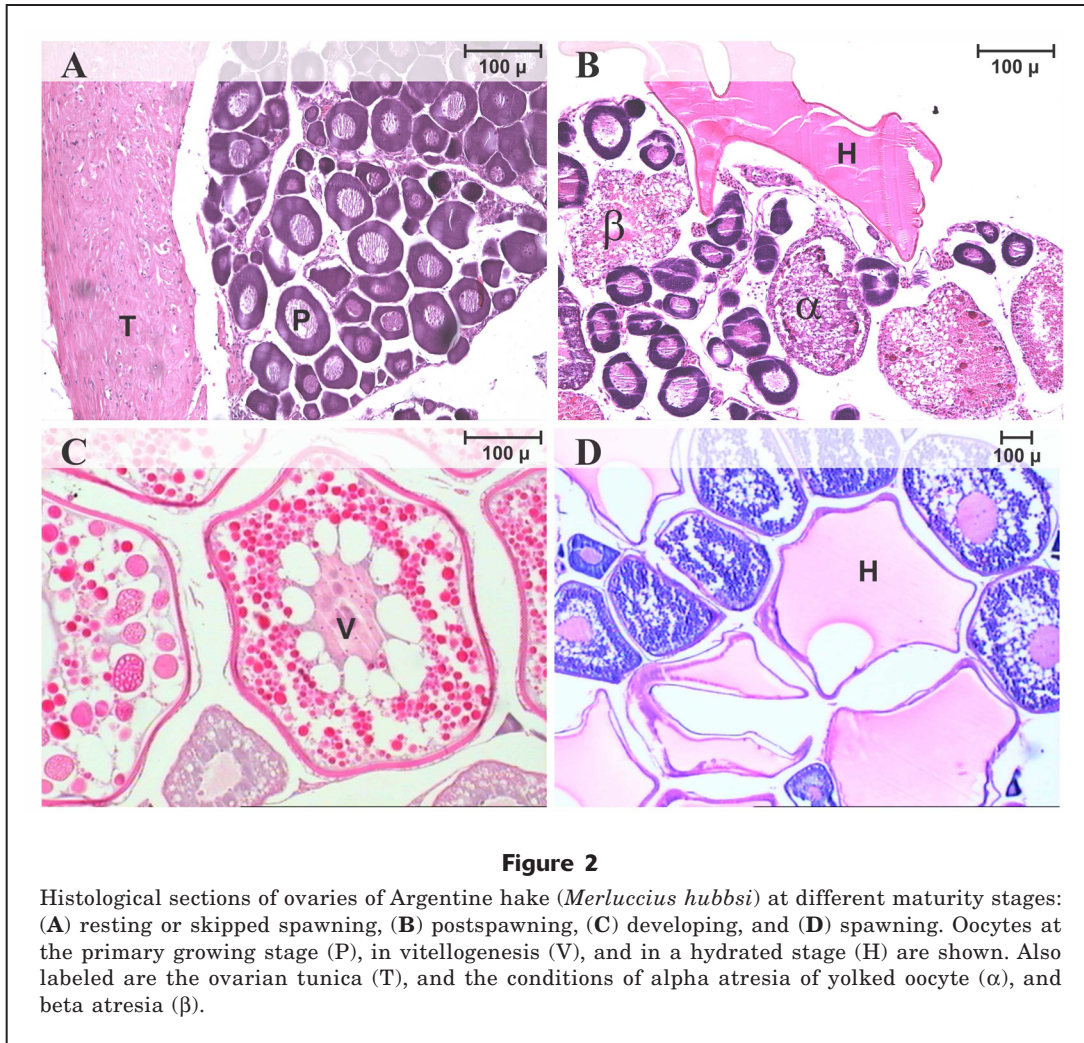 A
100 µ
T
P
B
100 µ
H
β
α
C
100 µ
V
D
100 µ
H
Figure 2
Histological sections of ovaries of Argentine hake (Merluccius hubbsi) at different maturity stages:
(A) resting or skipped spawning, (B) postspawning, (C) developing, and (D) spawning. Oocytes at
the primary growing stage (P), in vitellogenesis (V), and in a hydrated stage (H) are shown. Also
labeled are the ovarian tunica (T), and the conditions of alpha atresia of yolked oocyte (α), and
beta atresia (β).